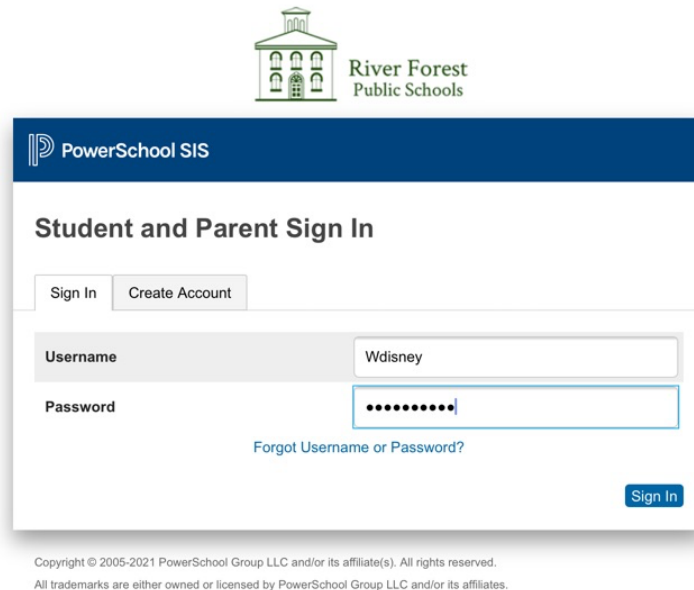 River Forest
Public Schools
PowerSchool SIS
Student and Parent Sign In
Sign In
Create Account
Username
Wdisney
Password
••••••••••
Forgot Username or Password?
Sign In
Copyright © 2005-2021 PowerSchool Group LLC and/or its affiliate(s). All rights reserved.
All trademarks are either owned or licensed by PowerSchool Group LLC and/or its affiliates.